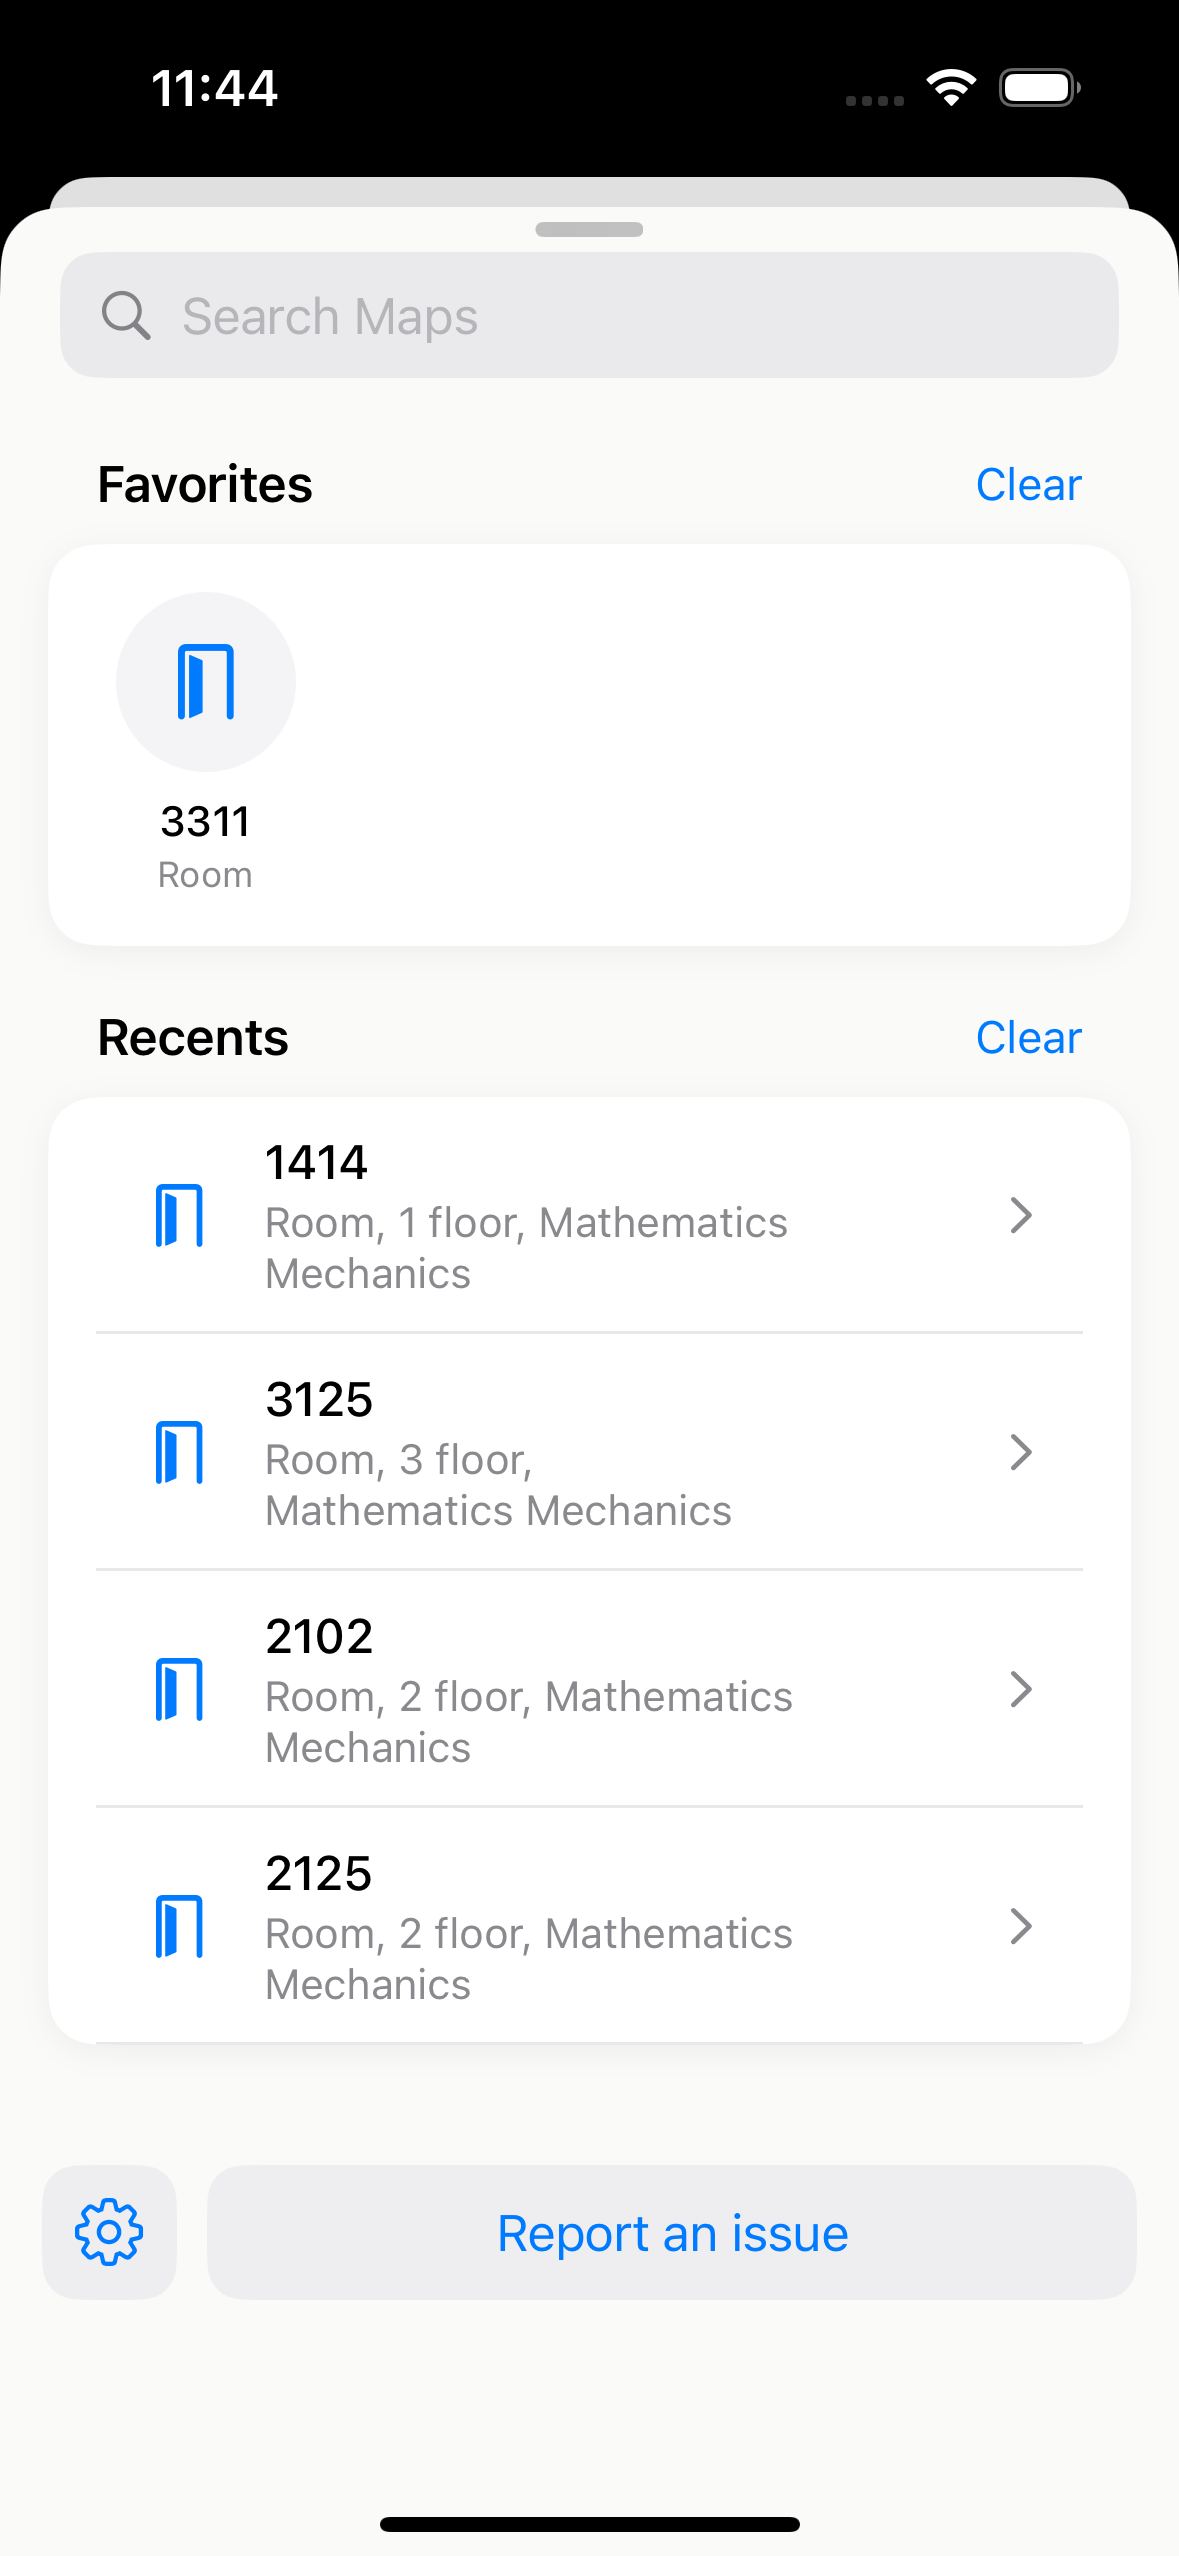 11:44
Search Maps
Favorites
Clear
3311
Room
Recents
Clear
1414
Room, 1 floor, Mathematics
Mechanics
3125
Room, 3 floor,
Mathematics Mechanics
2102
Room, 2 floor, Mathematics
Mechanics
2125
Room, 2 floor, Mathematics
Mechanics
Report an issue